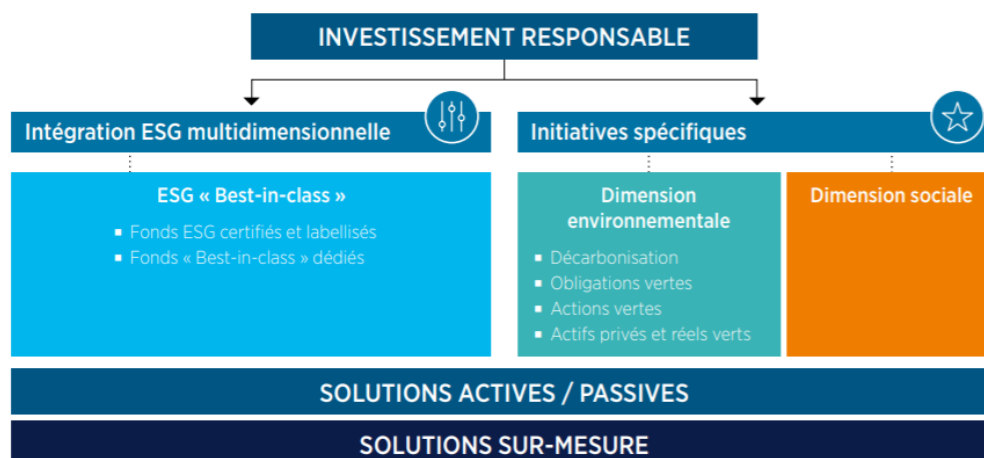 INVESTISSEMENT RESPONSABLE
Intégration ESG multidimensionnelle
Initiatives spécifiques
ESG « Best-in-class »
▪ Fonds ESG certifiés et labellisés
▪ Fonds « Best-in-class » dédiés
Dimension
environnementale
▪ Décarbonisation
▪ Obligations vertes
▪ Actions vertes
▪ Actifs privés et réels verts
Dimension sociale
SOLUTIONS ACTIVES / PASSIVES
SOLUTIONS SUR-MESURE